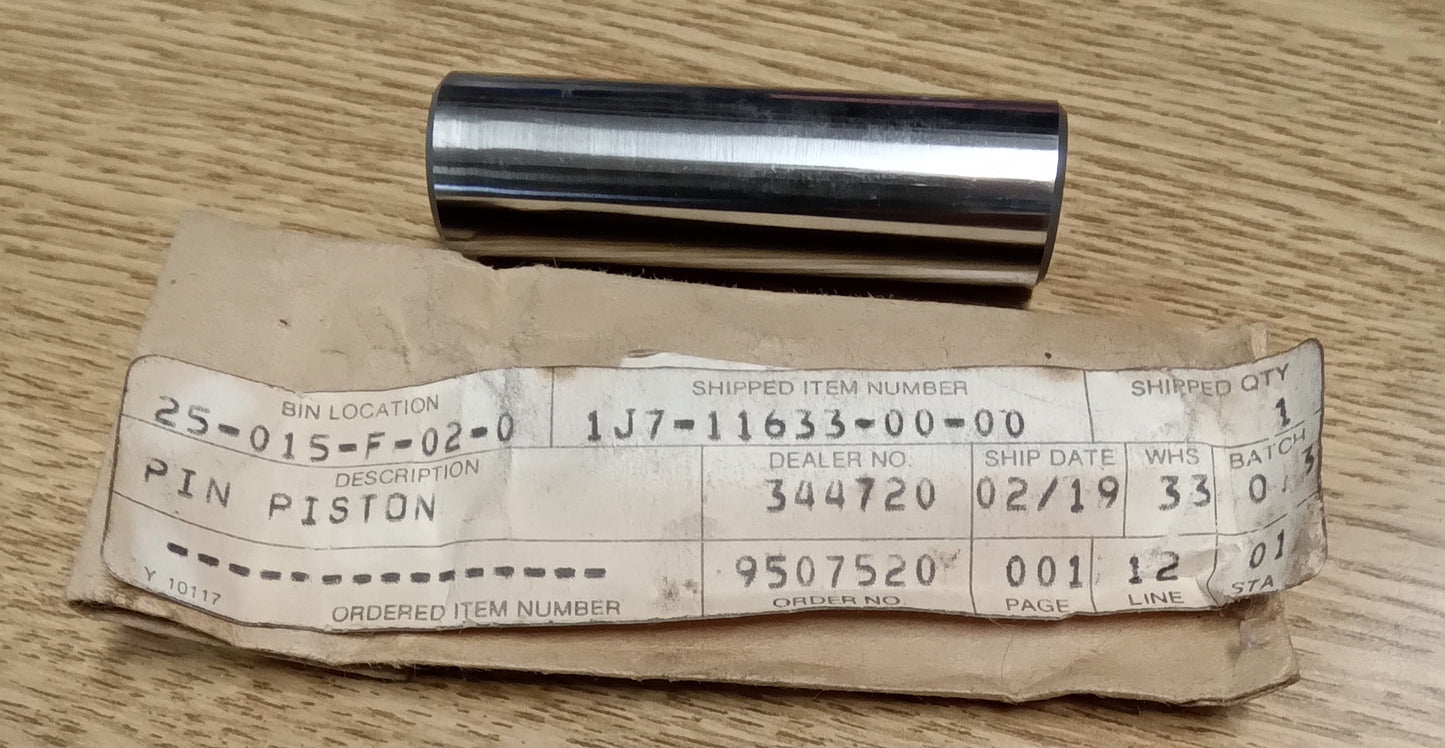 BIN LOCATION SHIPPED ITEM NUMBER SHIPPED QTY
25-015-F-02-0 1J7-11633-00-00 1
DESCRIPTION DEALER NO. SHIP DATE WHS BATCH
PIN PISTON 344720 02/19 33 0 3
-------------- 9507520 001 12 01
Y 10117 ORDERED ITEM NUMBER ORDER NO. PAGE LINE STA